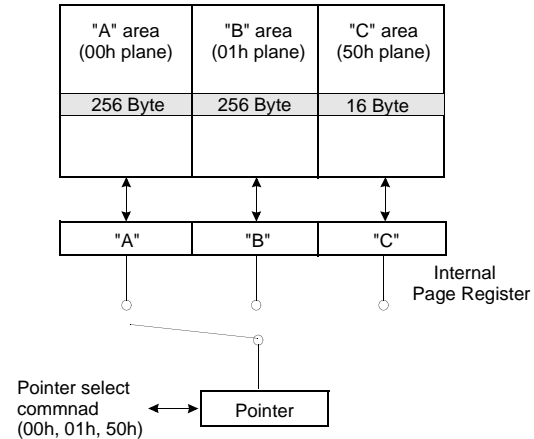 "A" area
(00h plane)
"B" area
(01h plane)
"C" area
(50h plane)
256 Byte
256 Byte
16 Byte
"A"
"B"
"C"
Internal
Page Register
Pointer select
commnad
(00h, 01h, 50h)
Pointer